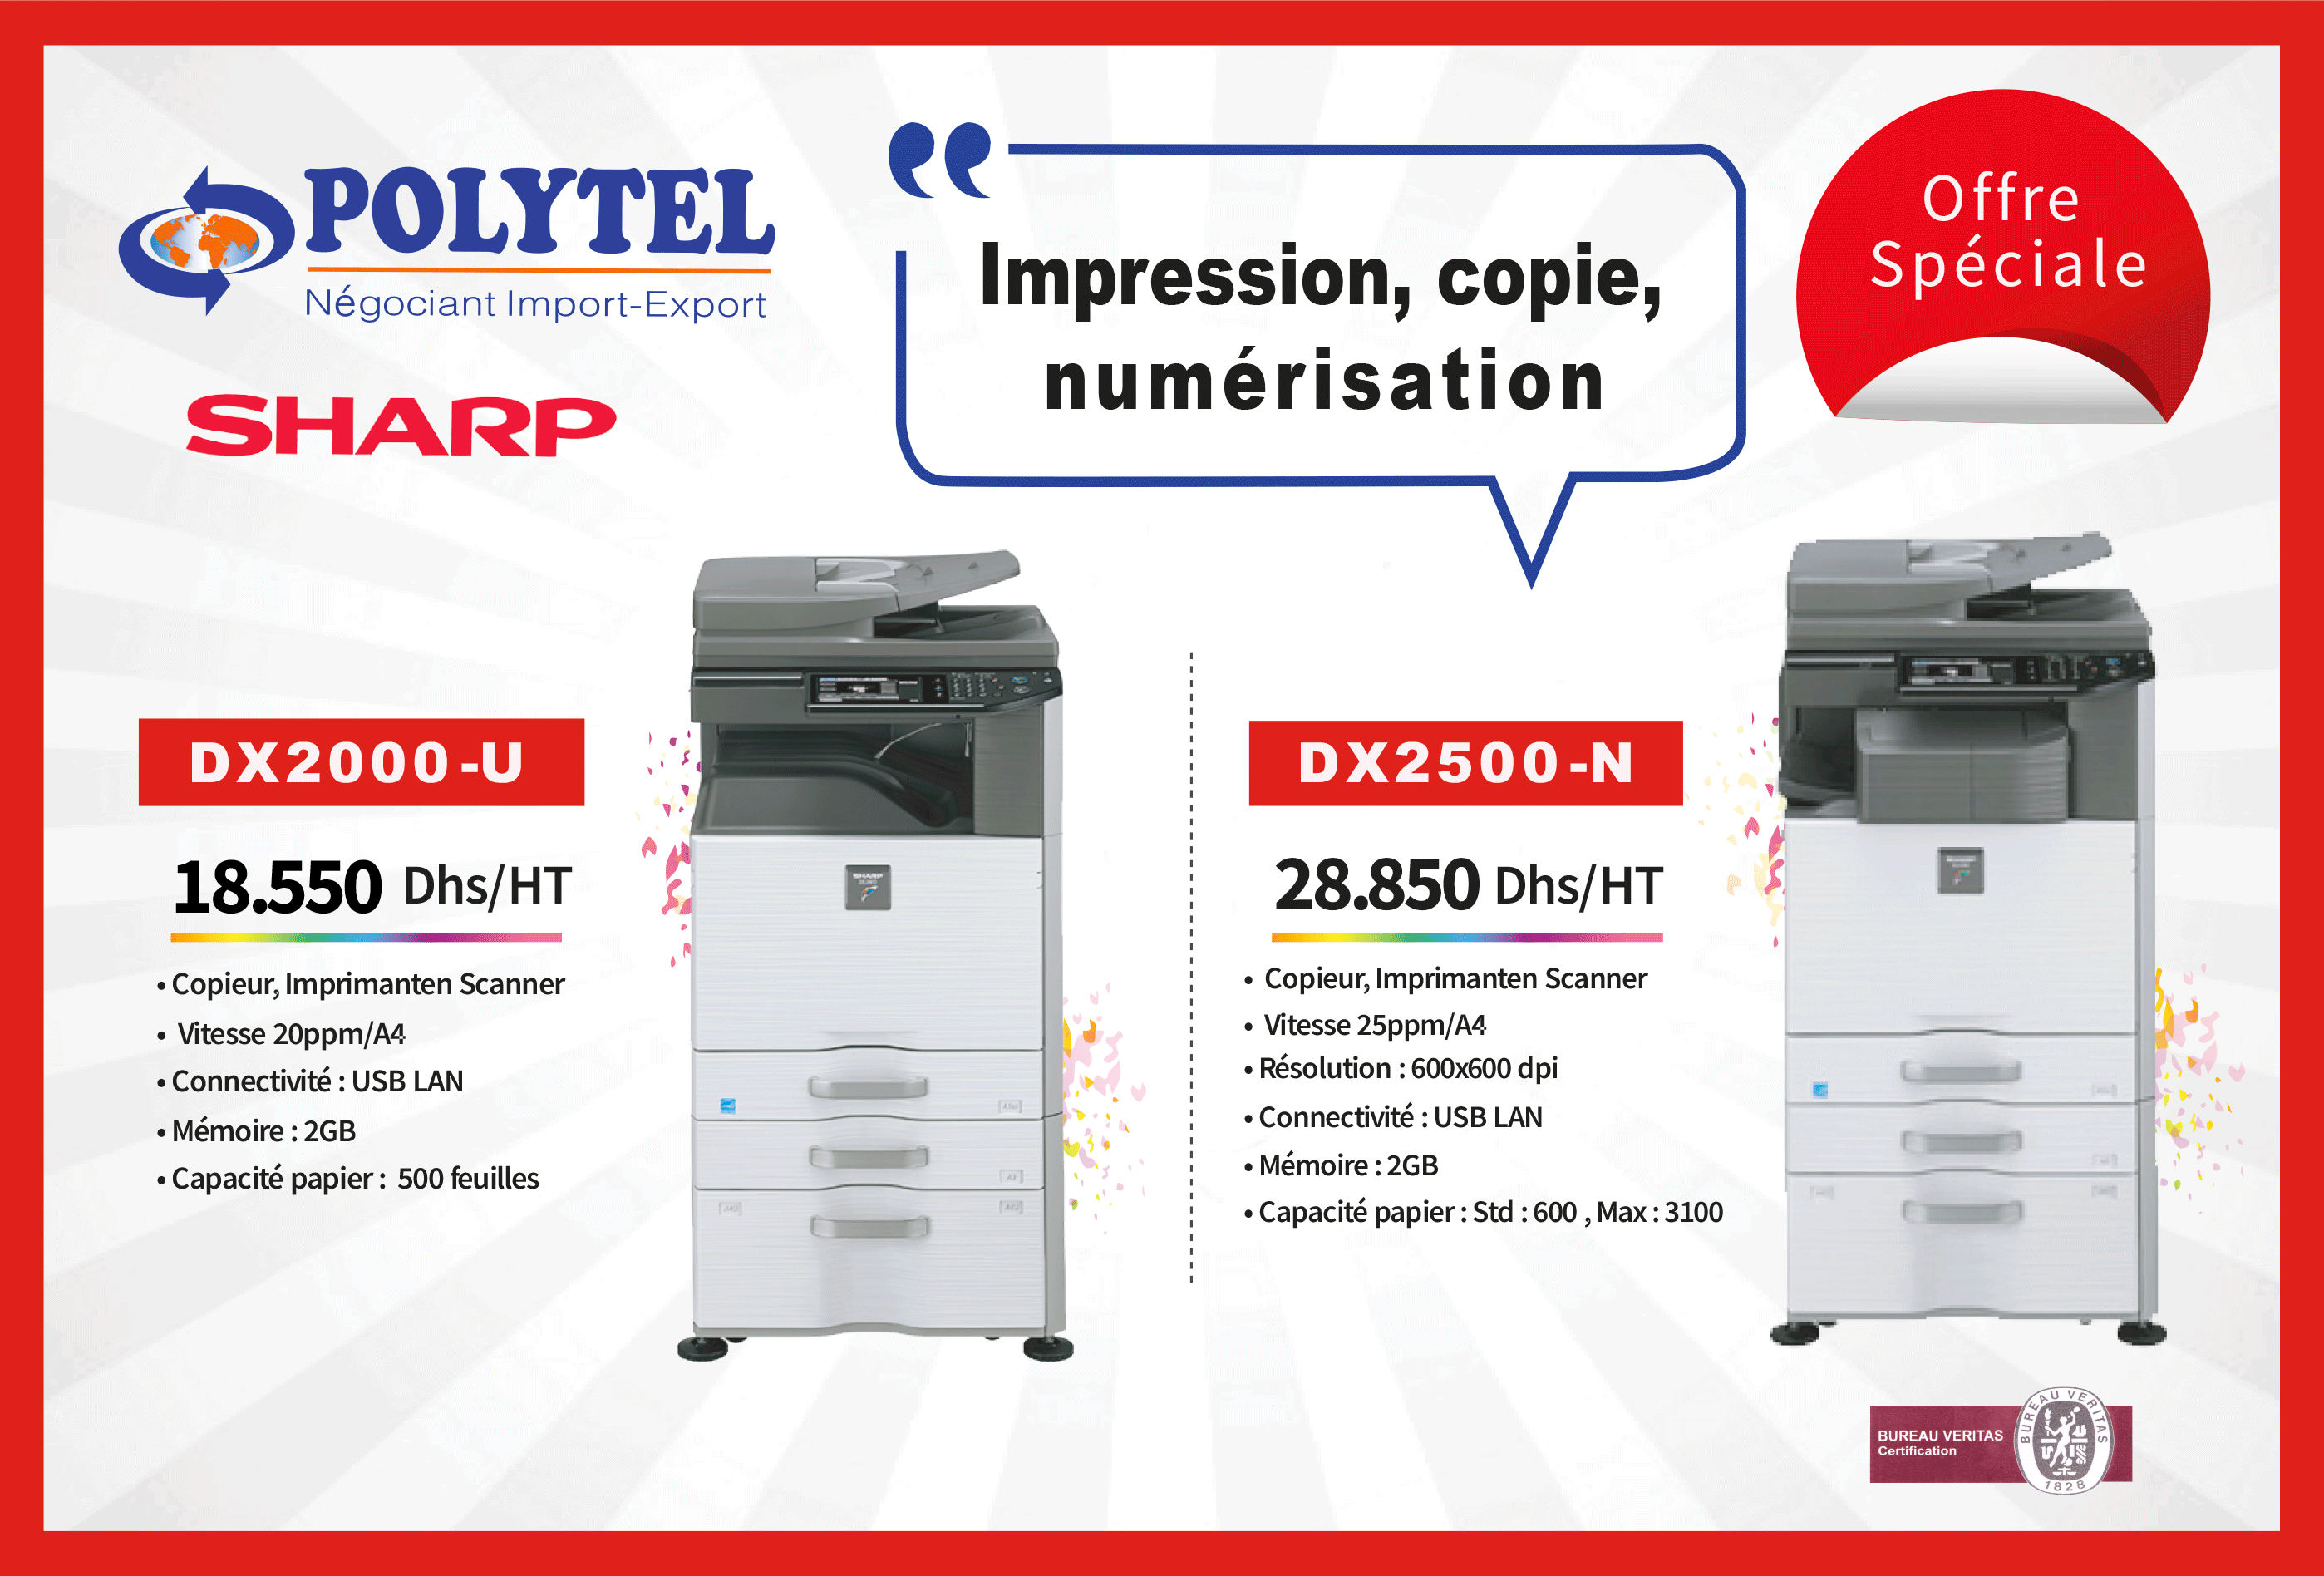 POLYTEL
Négociant Import-Export
SHARP
Impression, copie,
numérisation
Offre
Spéciale
DX2000-U
18.550 Dhs/HT
• Copieur, Imprimanten Scanner
• Vitesse 20ppm/A4
• Connectivité : USB LAN
• Mémoire : 2GB
• Capacité papier : 500 feuilles
SHARP
DX2500-N
28.850 Dhs/HT
• Copieur, Imprimanten Scanner
• Vitesse 25ppm/A4
• Résolution : 600x600 dpi
• Connectivité : USB LAN
• Mémoire : 2GB
• Capacité papier : Std : 600 , Max : 3100
BUREAU VERITAS
Certification
BUREAU VERITAS
1828